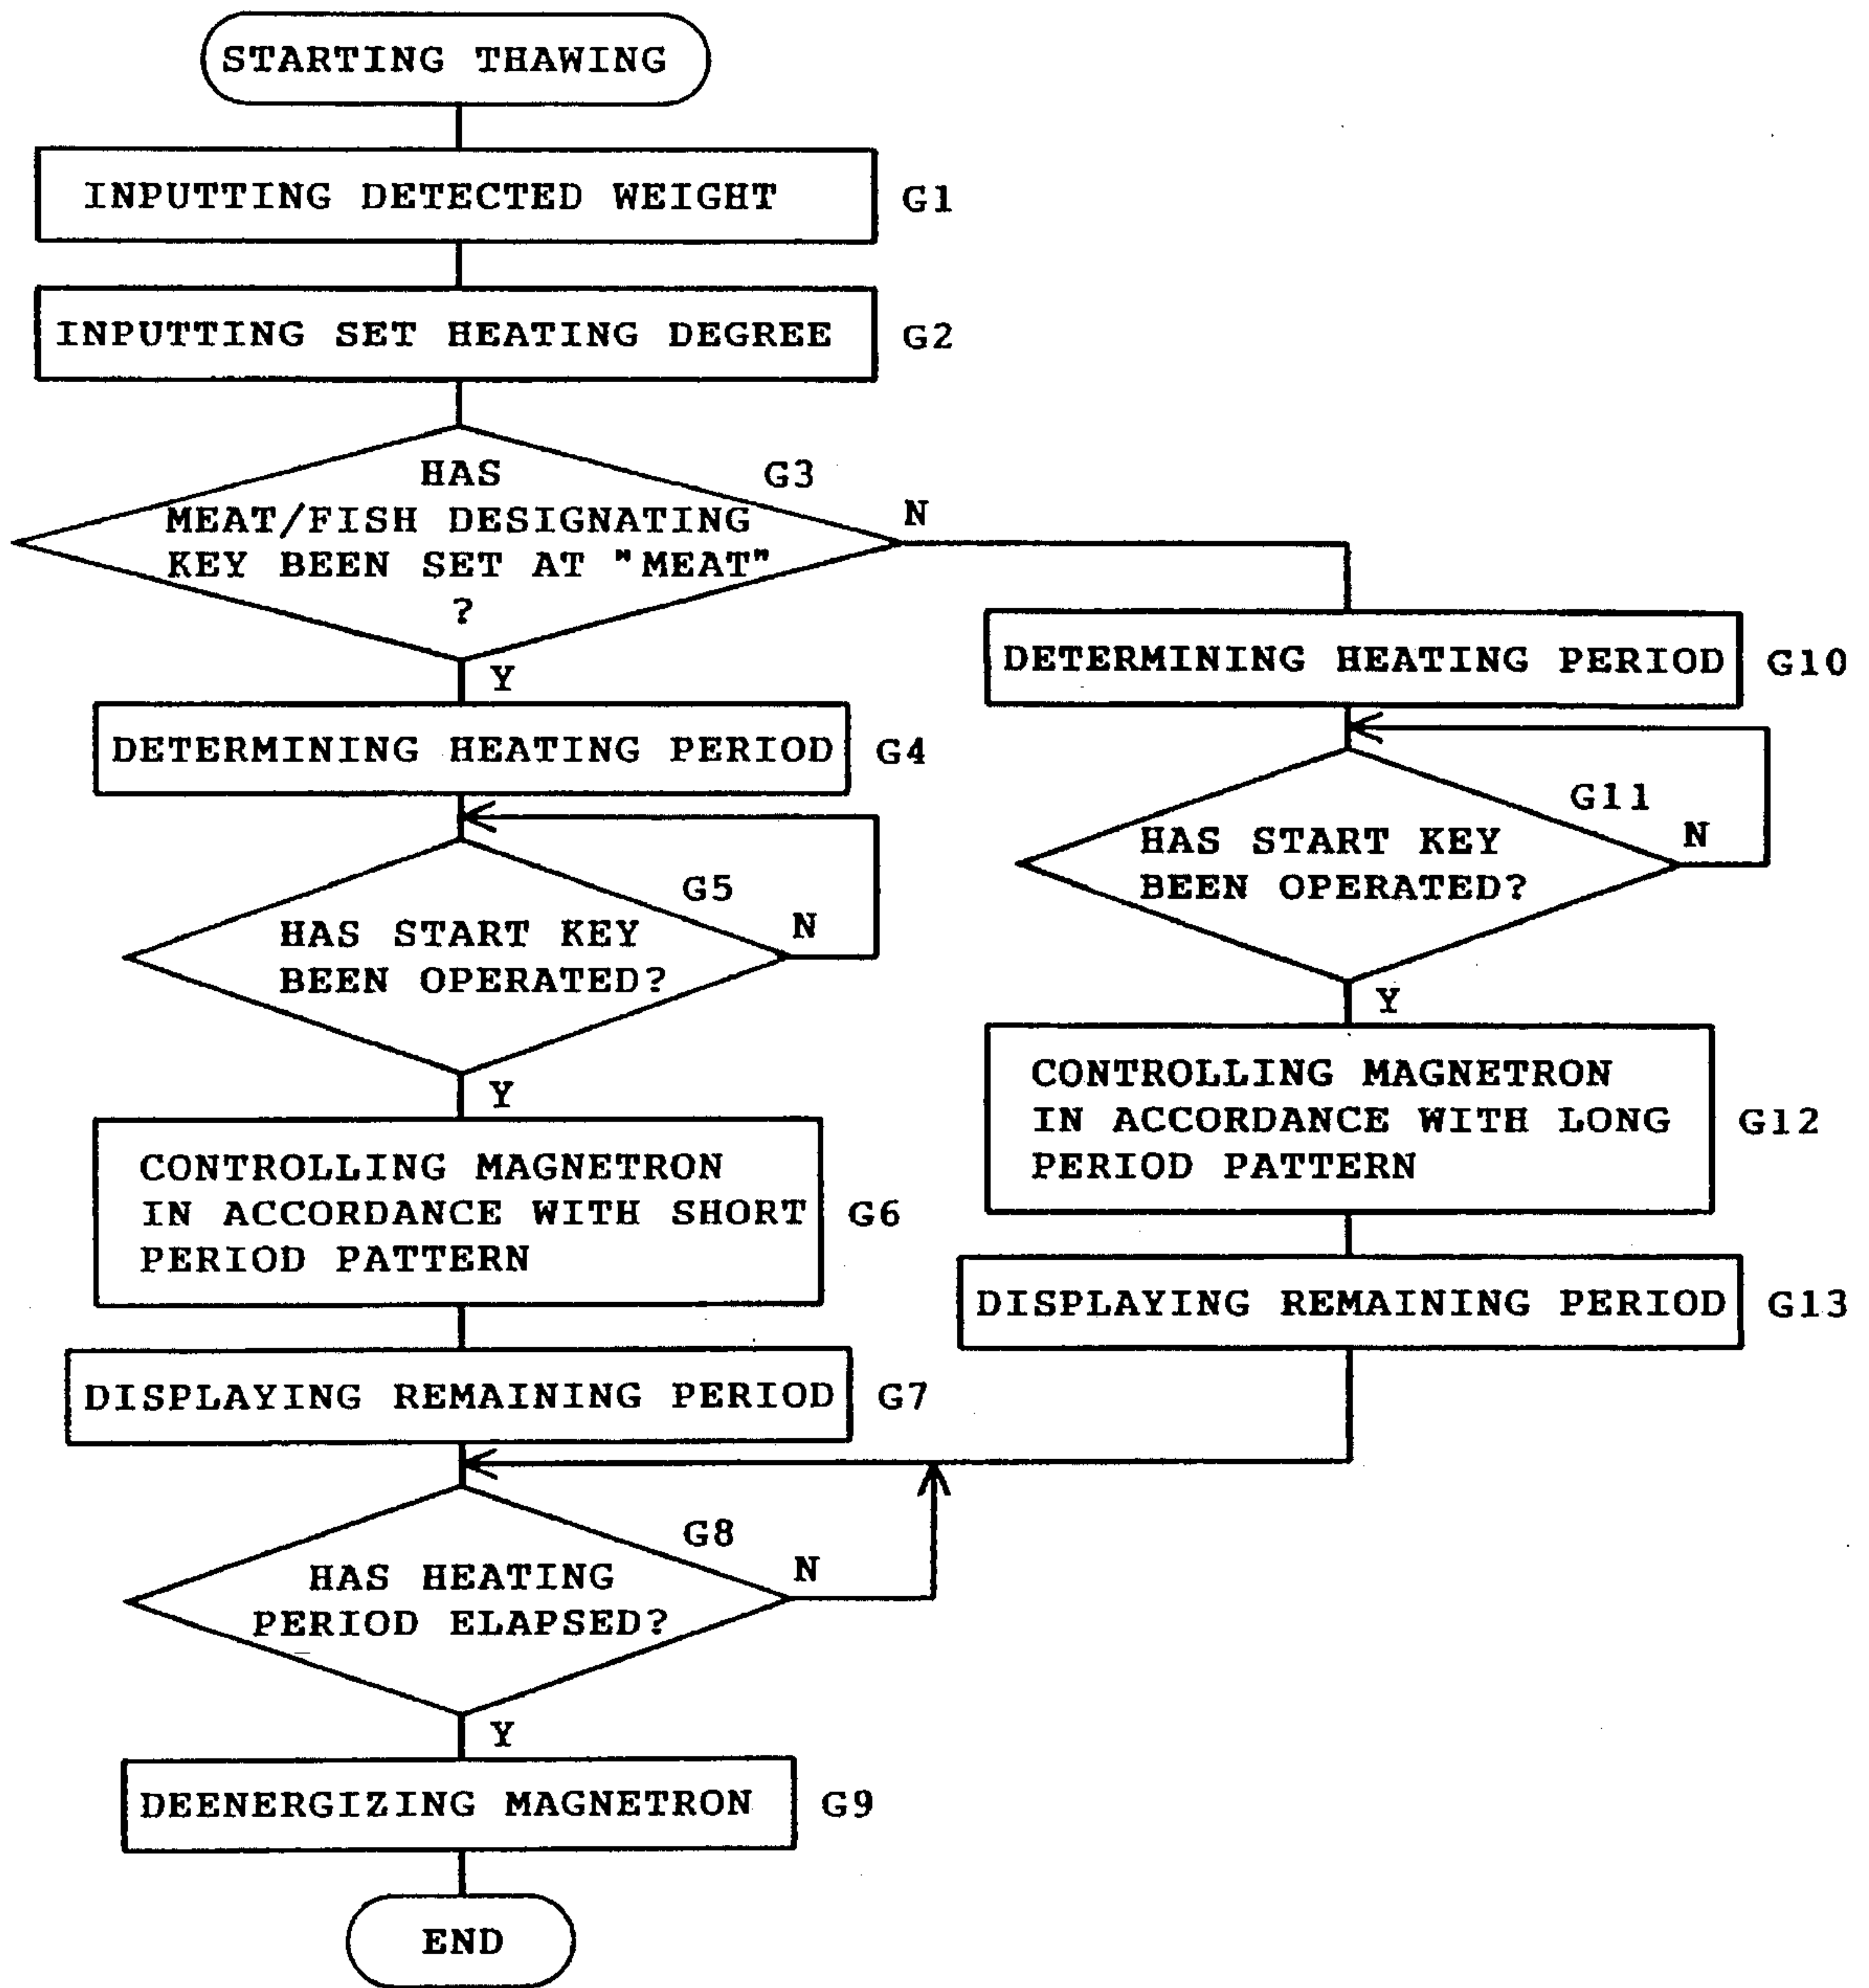 STARTING THAWING
INPUTTING DETECTED WEIGHT
G1
INPUTTING SET HEATING DEGREE
G2
HAS
MEAT/FISH DESIGNATING
KEY BEEN SET AT "MEAT"
?
G3
N
Y
DETERMINING HEATING PERIOD
G4
HAS START KEY
BEEN OPERATED?
G5
N
Y
CONTROLLING MAGNETRON
IN ACCORDANCE WITH SHORT
PERIOD PATTERN
G6
DISPLAYING REMAINING PERIOD
G7
HAS HEATING
PERIOD ELAPSED?
G8
N
Y
DEENERGIZING MAGNETRON
G9
END
DETERMINING HEATING PERIOD
G10
HAS START KEY
BEEN OPERATED?
G11
N
Y
CONTROLLING MAGNETRON
IN ACCORDANCE WITH LONG
PERIOD PATTERN
G12
DISPLAYING REMAINING PERIOD
G13